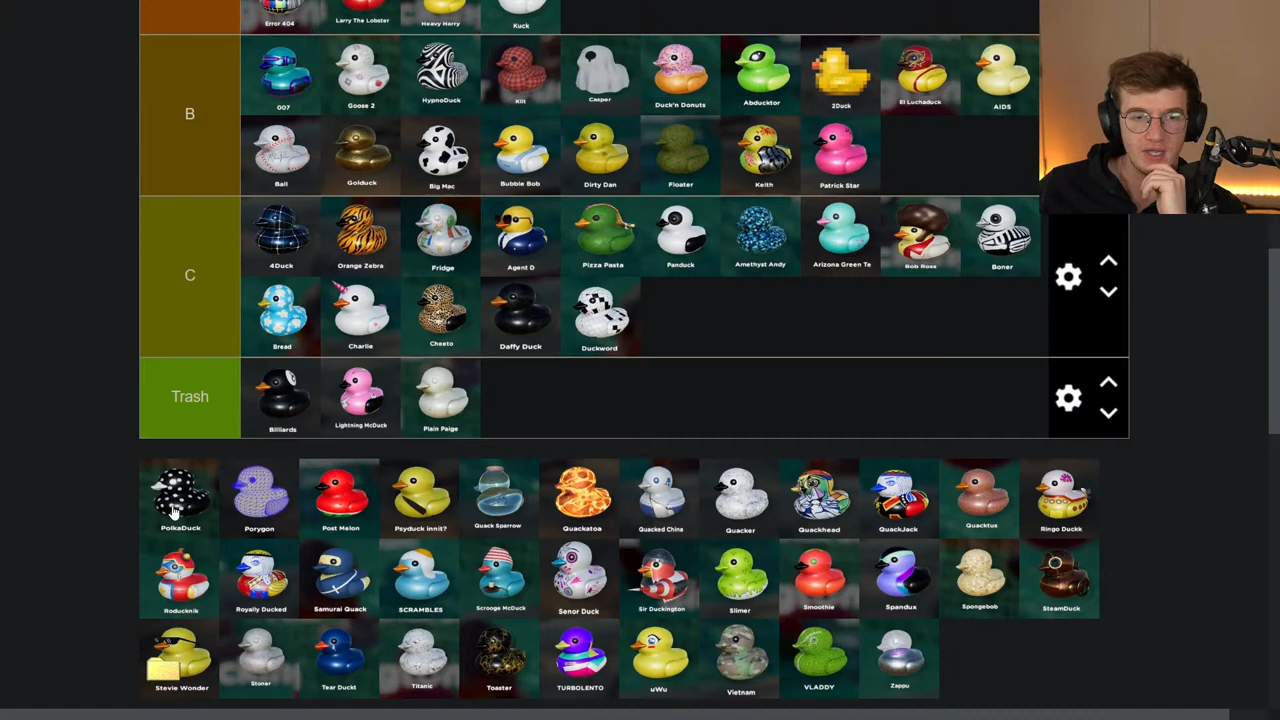 Error 404 Larry The Lobster Heavy Harry Kuck
B
007 Goose 2 HypnoDuck Kilt Casper Duck'n Donuts Abducktor 2Duck El Luchaduck AIDS
Ball Golduck Big Mac Bubble Bob Dirty Dan Floater Keith Patrick Star
C
4Duck Orange Zebra Fridge Agent D Pizza Pasta Panduck Amethyst Andy Arizona Green Te Bob Ross Boner
Bread Charlie Cheeto Daffy Duck Duckword
Trash
Billiards Lightning McDuck Plain Paige
PolkaDuck Porygon Post Melon Psyduck innit? Quack Sparrow Quackatoa Quacked China Quacker Quackhead QuackJack Quacktus Ringo Duckk
Roducknik Royally Ducked Samurai Quack SCRAMBLES Scrooge McDuck Senor Duck Sir Duckington Slimer Smoothie Spandux Spongebob SteamDuck
Stevie Wonder Stoner Tear Duckt Titanic Toaster TURBOLENTO uWu Vietnam VLADDY Zappu